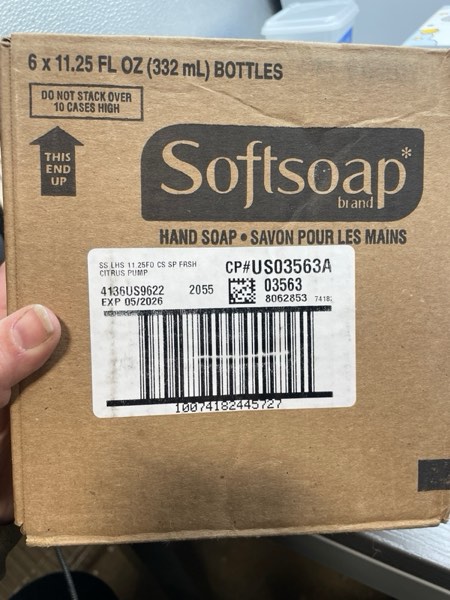 6 x 11.25 FL OZ (332 mL) BOTTLES
DO NOT STACK OVER
10 CASES HIGH
THIS
END
UP
Softsoap*
brand
HAND SOAP • SAVON POUR LES MAINS
SS LHS 11.25FO CS SP FRSH
CITRUS PUMP
CP#US03563A
4136US9622 2055 03563
EXP 05/2026 8062853
10074182445727